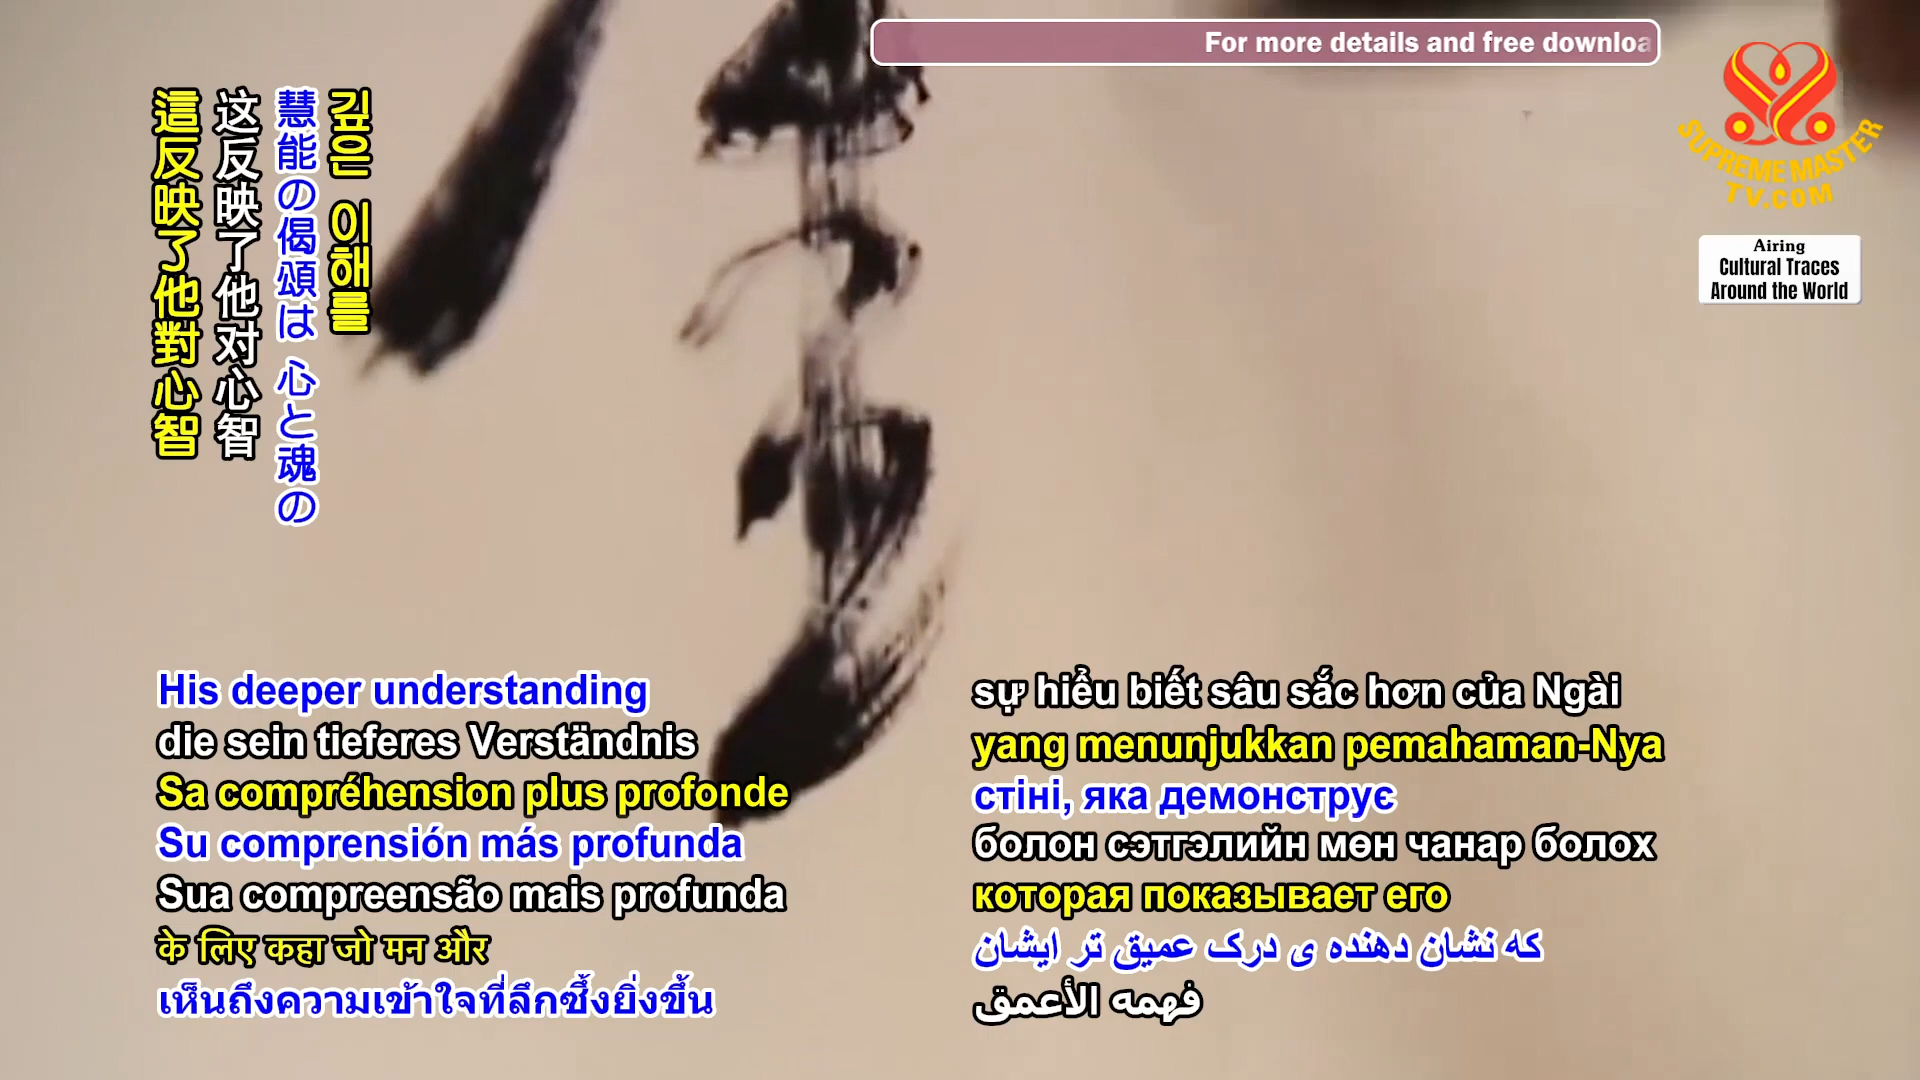 For more details and free downloa
SUPREME MASTER
TV.COM
Airing
Cultural Traces
Around the World
깊은 이해를
慧能の偈頌は 心と魂の
这反映了他对心智
這反映了他對心智
His deeper understanding
die sein tieferes Verständnis
Sa compréhension plus profonde
Su comprensión más profunda
Sua compreensão mais profunda
के लिए कहा जो मन और
เห็นถึงความเข้าใจที่ลึกซึ้งยิ่งขึ้น
sự hiểu biết sâu sắc hơn của Ngài
yang menunjukkan pemahaman-Nya
стіні, яка демонструє
болон сэтгэлийн мөн чанар болох
которая показывает его
که نشان دهنده ی درک عمیق تر ایشان
فهمه الأعمق